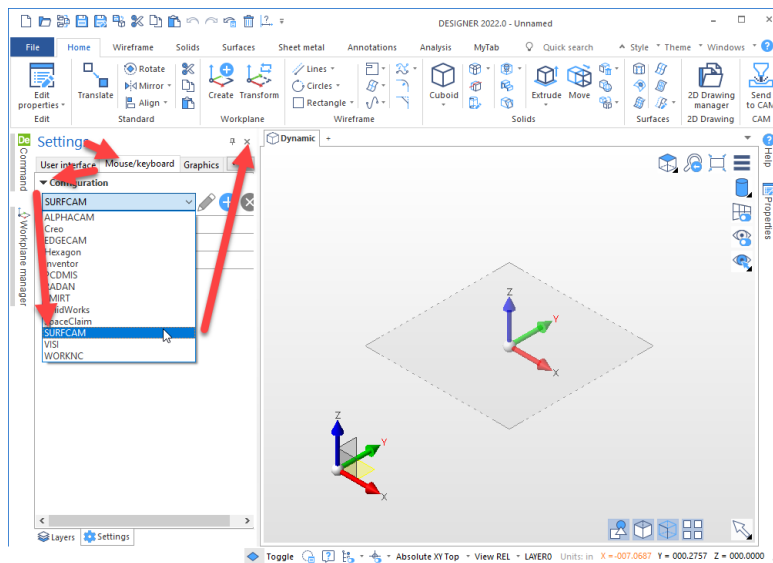 DESIGNER 2022.0 - Unnamed
File Home Wireframe Solids Surfaces Sheet metal Annotations Analysis MyTab Quick search Style Theme Windows
Edit properties
Translate
Rotate
Mirror
Align
Create Transform
Lines
Circles
Rectangle
Cuboid
Extrude Move
2D Drawing manager
Send to CAM
Edit Standard Workplane Wireframe Solids Surfaces 2D Drawing CAM
De Command
Workplane manager
Settings
User interface Mouse/keyboard Graphics
Configuration
SURFCAM
ALPHACAM
Creo
EDGECAM
Hexagon
Inventor
PCDMIS
RADAN
SURFCAM
VISI
WORKNC
Dynamic +
Z
Y
X
Z
Y
X
Help
Properties
Layers Settings
Toggle Absolute XY Top View REL LAYER0 Units: in X = -007.0687 Y = 000.2757 Z = 000.0000